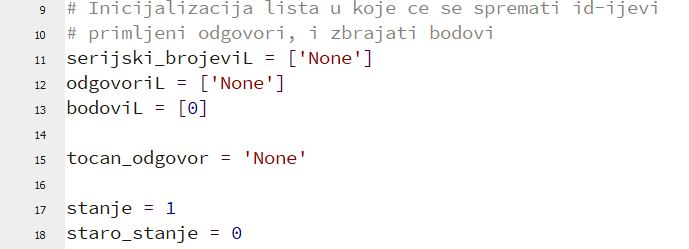 9 # Inicijalizacija lista u koje ce se spremati id-ijevi
10 # primljeni odgovori, i zbrajati bodovi
11 serijski_brojeviL = ['None']
12 odgovoriL = ['None']
13 bodoviL = [0]
14
15 tocan_odgovor = 'None'
16
17 stanje = 1
18 staro_stanje = 0